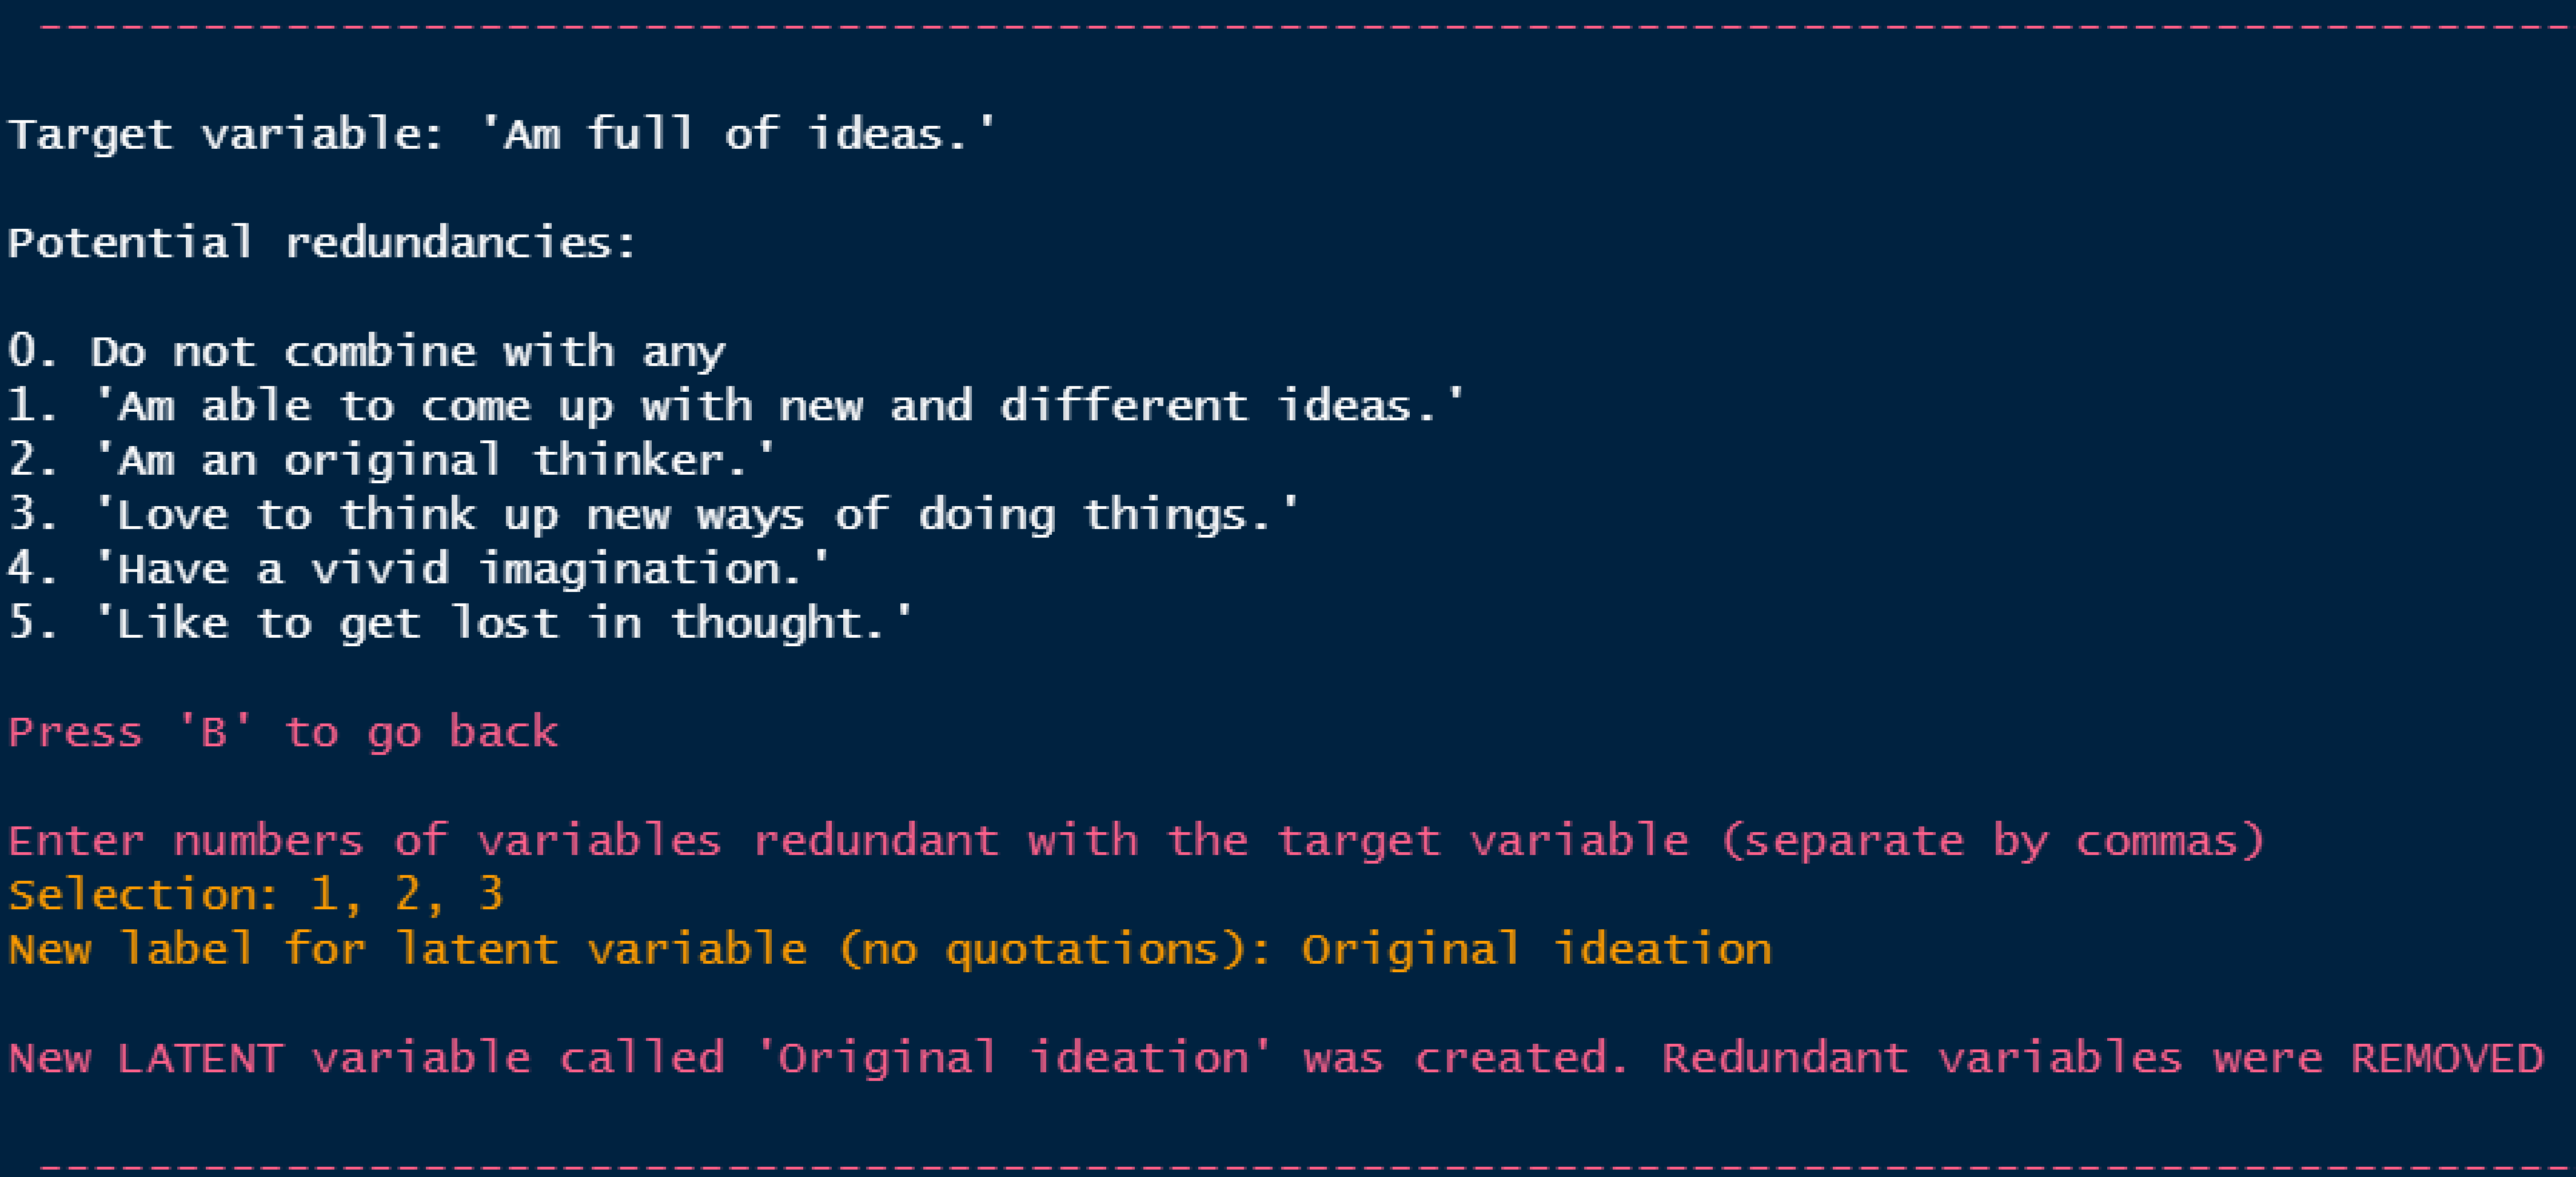 Target variable: 'Am full of ideas.'
Potential redundancies:
0. Do not combine with any
1. 'Am able to come up with new and different ideas.'
2. 'Am an original thinker.'
3. 'Love to think up new ways of doing things.'
4. 'Have a vivid imagination.'
5. 'Like to get lost in thought.'
Press 'B' to go back
Enter numbers of variables redundant with the target variable (separate by commas)
Selection: 1, 2, 3
New label for latent variable (no quotations): Original ideation
New LATENT variable called 'Original ideation' was created. Redundant variables were REMOVED